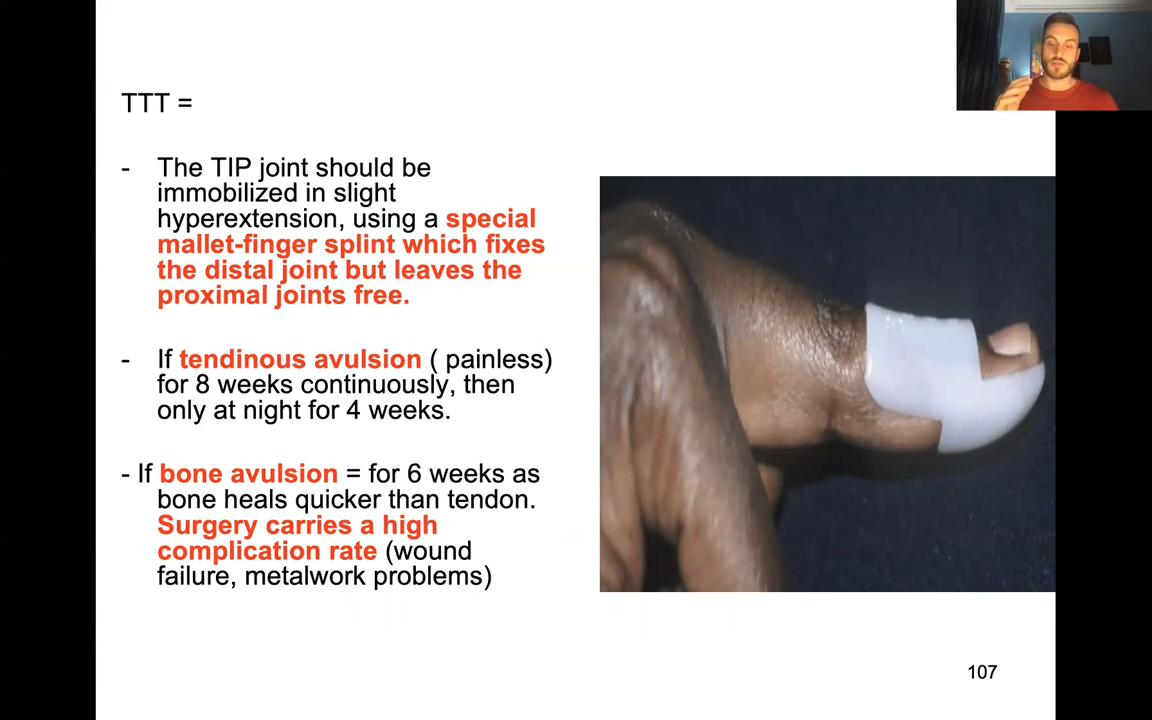 TTT =
- The TIP joint should be
immobilized in slight
hyperextension, using a special
mallet-finger splint which fixes
the distal joint but leaves the
proximal joints free.
- If tendinous avulsion ( painless)
for 8 weeks continuously, then
only at night for 4 weeks.
- If bone avulsion = for 6 weeks as
bone heals quicker than tendon.
Surgery carries a high
complication rate (wound
failure, metalwork problems)
107